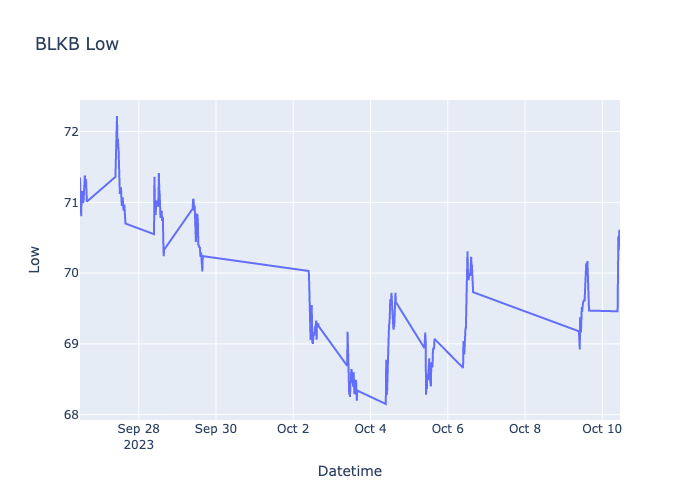 BLKB Low
72
71
70
69
68
Low
Sep 28
2023
Sep 30
Oct 2
Oct 4
Oct 6
Oct 8
Oct 10
Datetime